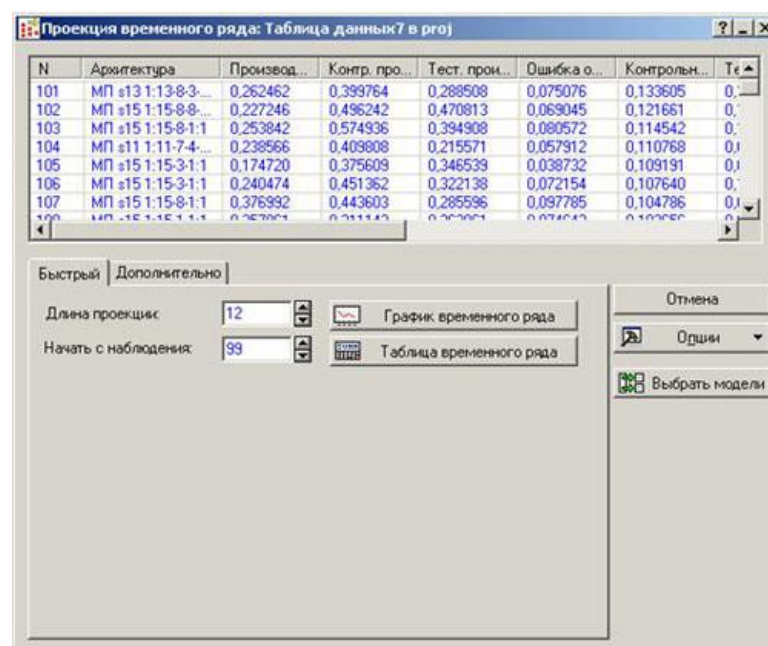 Проекция временного ряда: Таблица данных7 в proj
N Архитектура Производ... Контр. про... Тест. прои... Ошибка о... Контрольн...
101 МП s13 1:13-8-3-... 0,262462 0,399764 0,288508 0,075076 0,133605
102 МП s15 1:15-8-8-... 0,227246 0,496242 0,470813 0,069045 0,121661
103 МП s15 1:15-8-1:1 0,253842 0,574936 0,394908 0,080572 0,114542
104 МП s11 1:11-7-4-... 0,238566 0,409808 0,215571 0,057912 0,110768
105 МП s15 1:15-3-1:1 0,174720 0,375609 0,346539 0,038732 0,109191
106 МП s15 1:15-3-1:1 0,240474 0,451362 0,322138 0,072154 0,107640
107 МП s15 1:15-8-1:1 0,376992 0,443603 0,285596 0,097785 0,104786
Быстрый Дополнительно
Длина проекции: 12 График временного ряда
Начать с наблюдения: 99 Таблица временного ряда
Отмена
Опции
Выбрать модели